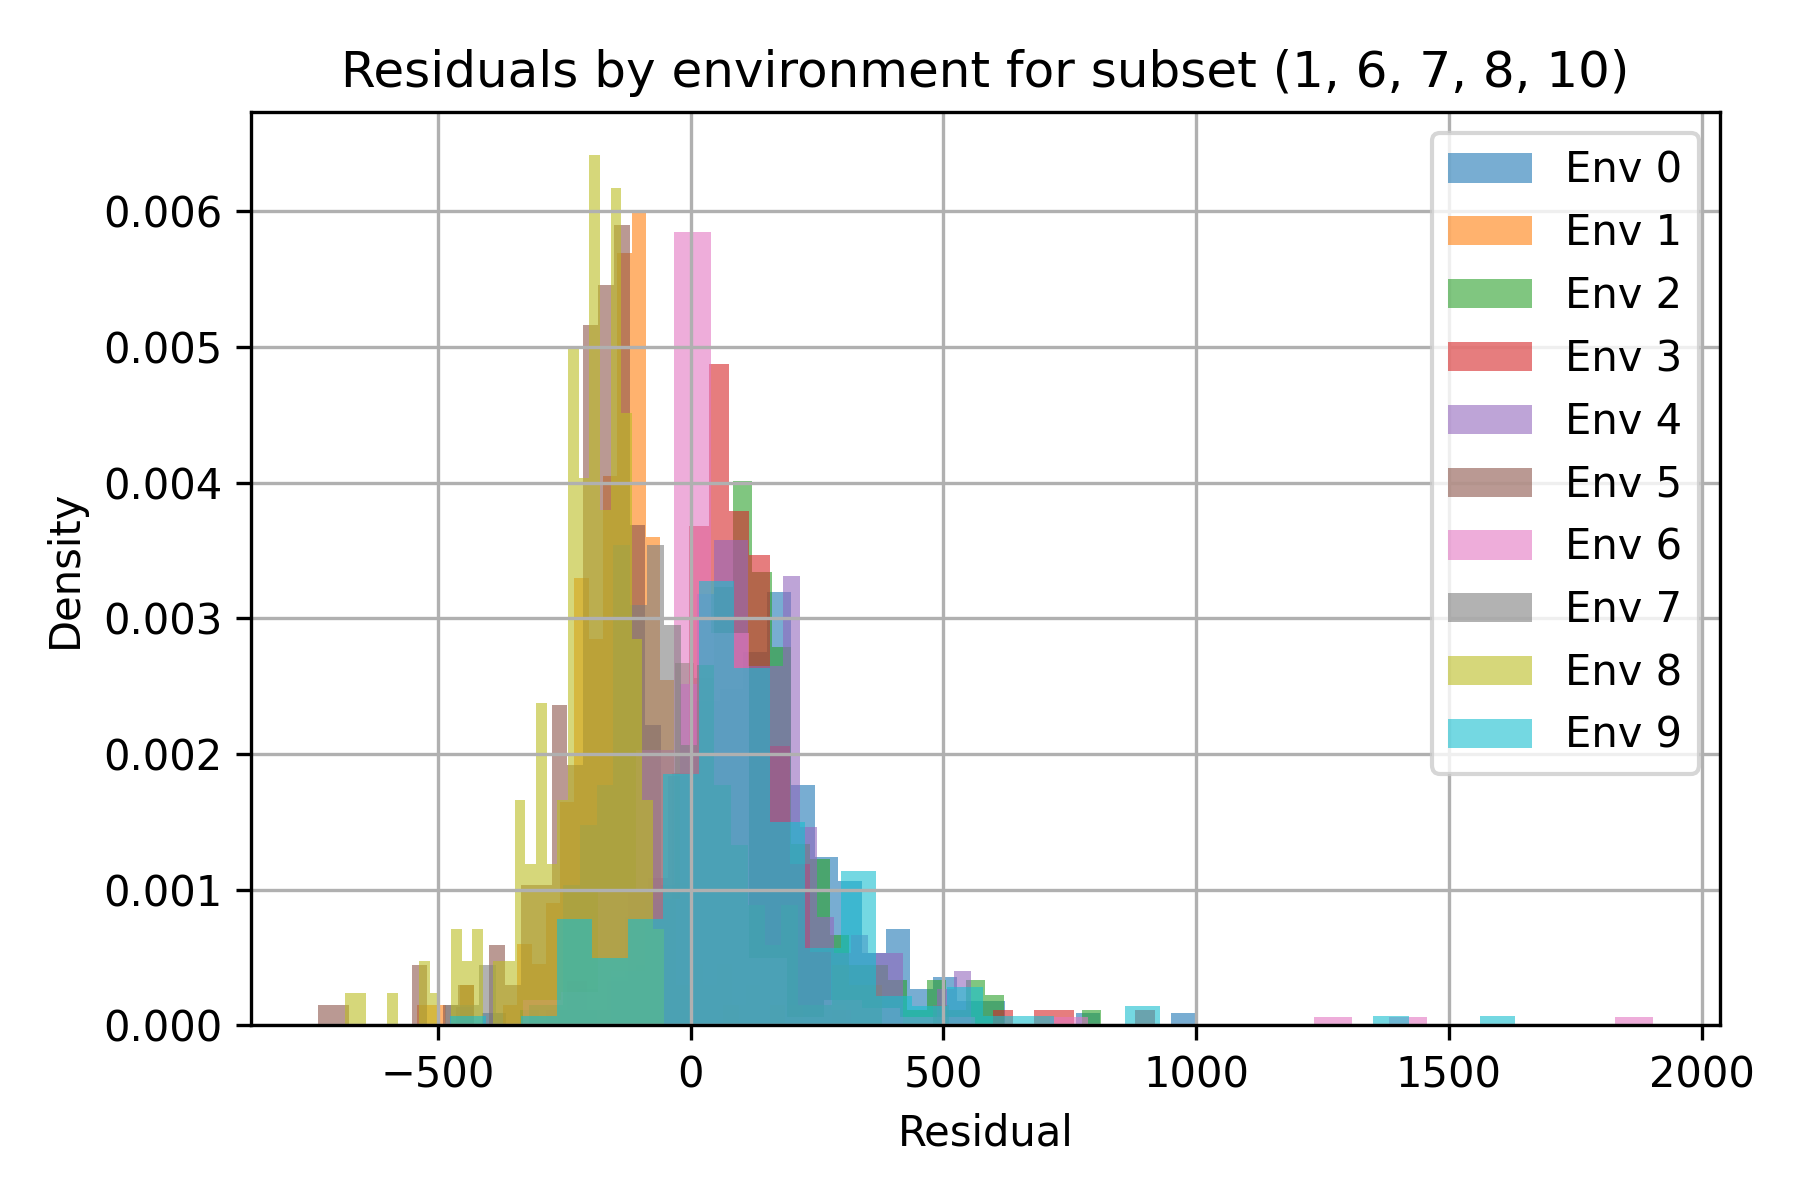 Residuals by environment for subset (1, 6, 7, 8, 10)
Env 0
Env 1
Env 2
Env 3
Env 4
Env 5
Env 6
Env 7
Env 8
Env 9
0.006
0.005
0.004
0.003
0.002
0.001
0.000
Density
−500
0
500
1000
1500
2000
Residual